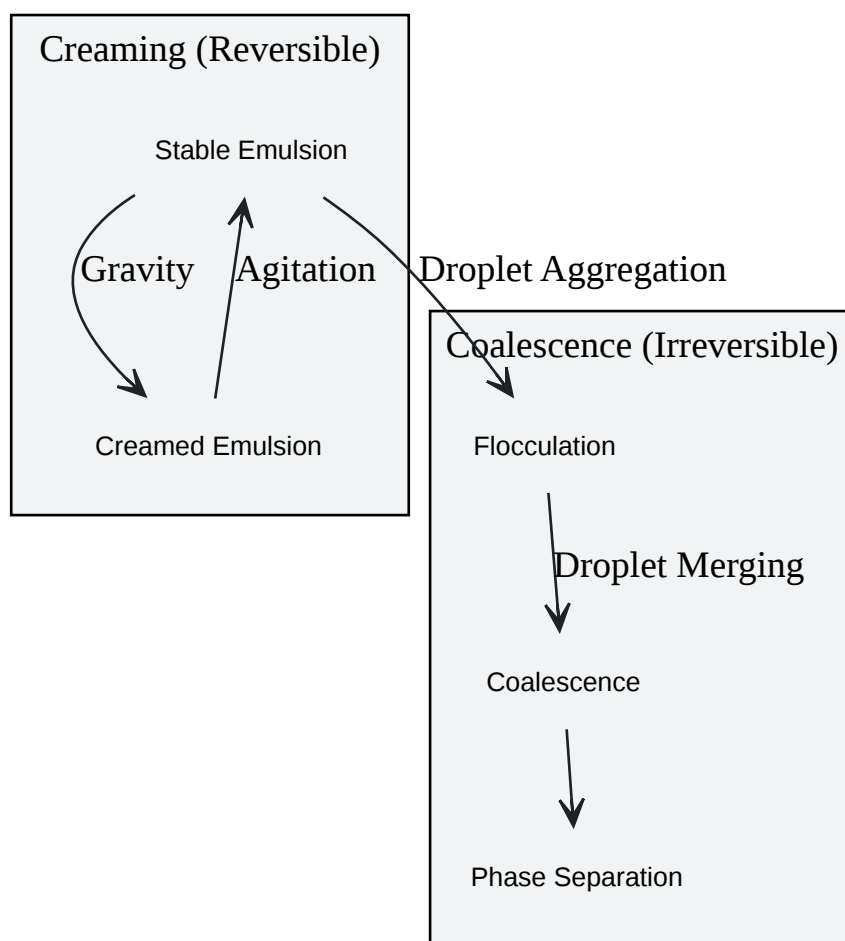 Creaming (Reversible)
Stable Emulsion
Gravity
Agitation
Droplet Aggregation
Creamed Emulsion
Coalescence (Irreversible)
Flocculation
Droplet Merging
Coalescence
Phase Separation